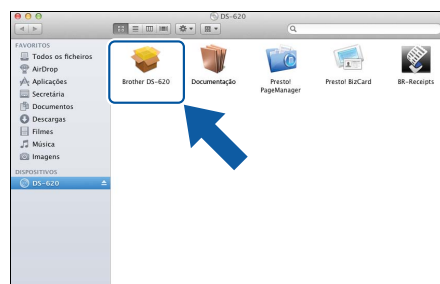 DS-620
FAVORITOS
Todos os ficheiros
AirDrop
Aplicações
Secretária
Documentos
Descargas
Filmes
Música
Imagens
DISPOSITIVOS
DS-620
Brother DS-620
Documentação
Presto!
PageManager
Presto! BizCard
BR-Receipts